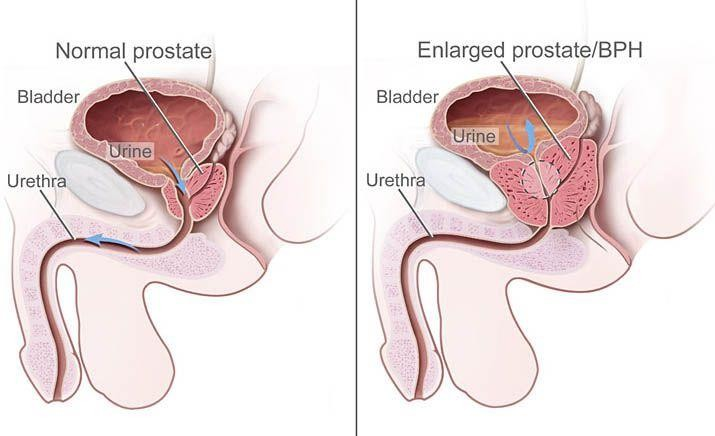 Normal prostate
Bladder
Urine
Urethra
Enlarged prostate/BPH
Bladder
Urine
Urethra